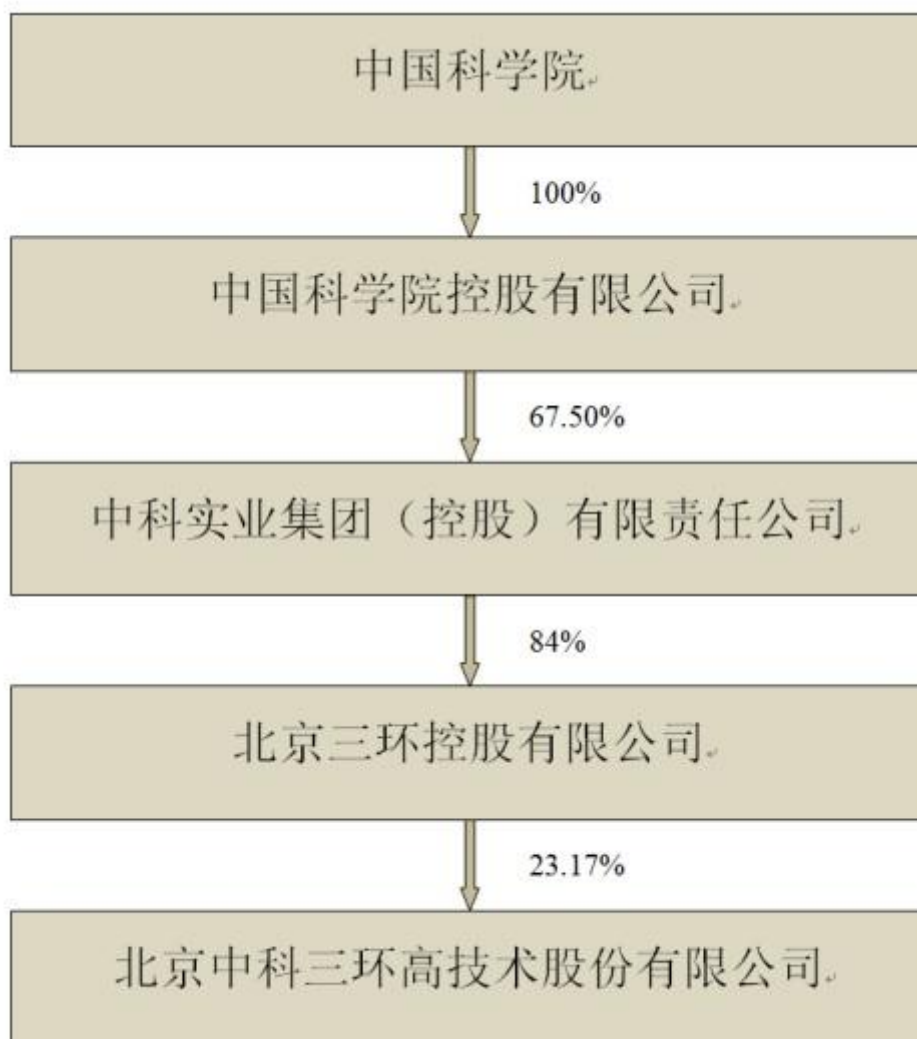 中国科学院
100%
中国科学院控股有限公司
67.50%
中科实业集团（控股）有限责任公司
84%
北京三环控股有限公司
23.17%
北京中科三环高技术股份有限公司